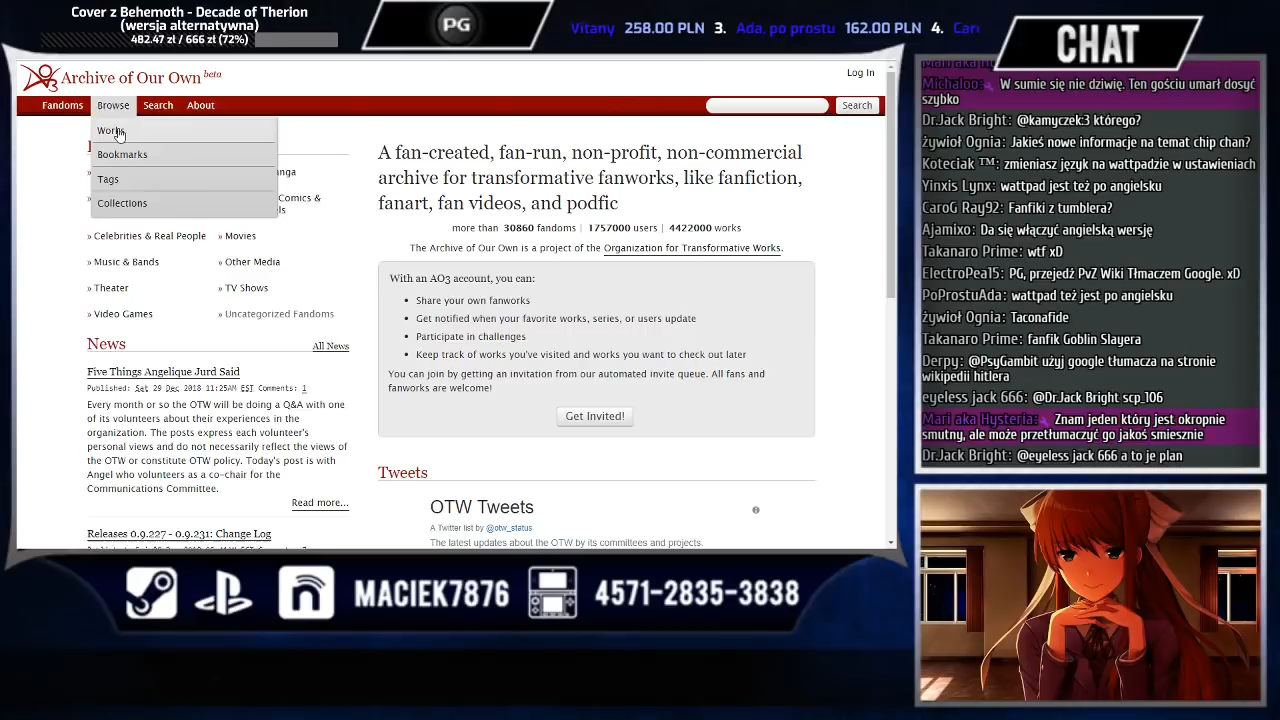 Cover z Behemoth - Decade of Therion
(wersja alternatywna)
482.47 zł / 666 zł (72%)
PG
Vitany 258.00 PLN 3. Ada, po prostu 162.00 PLN 4.
CHAT
Archive of Our Own beta
Log In
Fandoms Browse Search About
Search
Works
Bookmarks
Tags
Collections
» Celebrities & Real People
» Movies
» Music & Bands
» Other Media
» Theater
» TV Shows
» Video Games
» Uncategorized Fandoms
News
All News
Five Things Angelique Jurd Said
Published: Sat 29 Dec 2018 11:25AM EST Comments: 1
Every month or so the OTW will be doing a Q&A with one
of its volunteers about their experiences in the
organization. The posts express each volunteer's
personal views and do not necessarily reflect the views
of the OTW or constitute OTW policy. Today's post is with
Angel who volunteers as a co-chair for the
Communications Committee.
Read more...
Releases 0.9.227 - 0.9.231: Change Log
A fan-created, fan-run, non-profit, non-commercial
archive for transformative fanworks, like fanfiction,
fanart, fan videos, and podfic
more than 30860 fandoms | 1757000 users | 4422000 works
The Archive of Our Own is a project of the Organization for Transformative Works.
With an AO3 account, you can:
• Share your own fanworks
• Get notified when your favorite works, series, or users update
• Participate in challenges
• Keep track of works you've visited and works you want to check out later
You can join by getting an invitation from our automated invite queue. All fans and
fanworks are welcome!
Get Invited!
Tweets
OTW Tweets
A Twitter list by @otw_status
The latest updates about the OTW by its committees and projects.
Michaloo: W sumie się nie dziwię. Ten gościu umarł dosyć
szybko
Dr.Jack Bright: @kamyczek:3 którego?
żywioł Ognia: Jakieś nowe informacje na temat chip chan?
Koteciak ™: zmieniasz język na wattpadzie w ustawieniach
Yinxis Lynx: wattpad jest też po angielsku
CaroG Ray92: Fanfiki z tumblera?
Ajamixo: Da się włączyć angielską wersję
Takanaro Prime: wtf xD
ElectroPea15: PG, przejedź PvZ Wiki Tłmaczem Google. xD
PoProstuAda: wattpad też jest po angielsku
żywioł Ognia: Taconafide
Takanaro Prime: fanfik Goblin Slayera
Derpy: @PsyGambit użyj google tłumacza na stronie
wikipedii hitlera
eyeless jack 666: @Dr.Jack Bright scp_106
Mari aka Hysteria: Znam jeden który jest okropnie
smutny, ale może przetłumaczyć go jakoś smiesznie
Dr.Jack Bright: @eyeless jack 666 a to je plan
MACIEK7876
4571-2835-3838